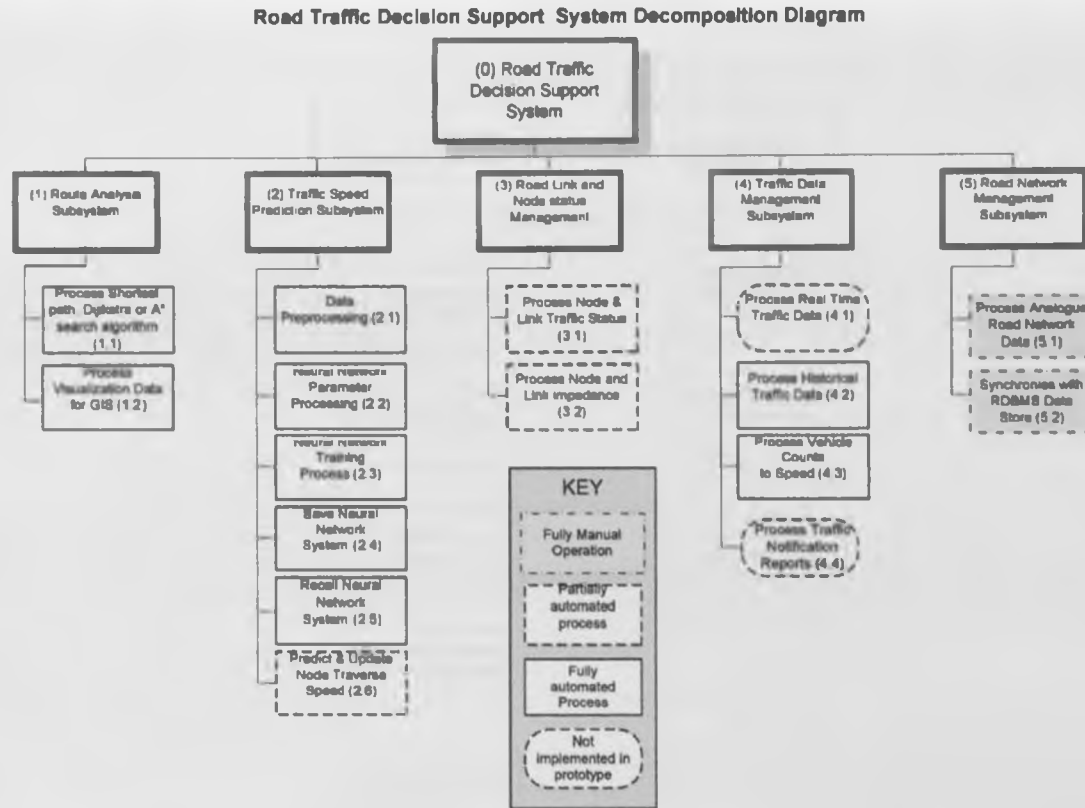 Road Traffic Decision Support System Decomposition Diagram
(0) Road Traffic
Decision Support
System
(1) Route Analysis
Subsystem
(2) Traffic Speed
Prediction Subsystem
(3) Road Link and
Node status
Management
(4) Traffic Data
Management
Subsystem
(5) Road Network
Management
Subsystem
Process Shortest
path, Dijkstra or A*
search algorithm
(1.1)
Process
Visualization Data
for GIS (1.2)
Data
Preprocessing (2.1)
Neural Network
Parameter
Processing (2.2)
Neural Network
Training
Process (2.3)
Save Neural
Network
System (2.4)
Recall Neural
Network
System (2.5)
Predict & Update
Node Traverse
Speed (2.6)
Process Node &
Link Traffic Status
(3.1)
Process Node and
Link Impedance
(3.2)
Process Real Time
Traffic Data (4.1)
Process Historical
Traffic Data (4.2)
Process Vehicle
Counts
to Speed (4.3)
Process Traffic
Notification
Reports (4.4)
Process Analogue
Road Network
Data (5.1)
Synchronise with
RDBMS Data
Store (5.2)
KEY
Fully Manual
Operation
Partially
automated
process
Fully
automated
Process
Not
implemented in
prototype